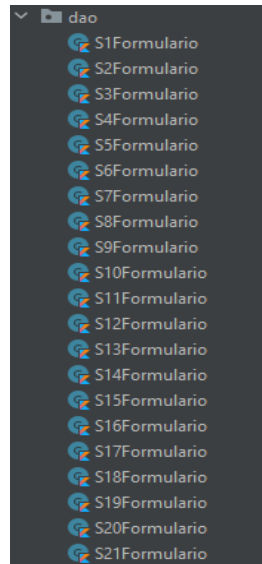 dao
S1Formulario
S2Formulario
S3Formulario
S4Formulario
S5Formulario
S6Formulario
S7Formulario
S8Formulario
S9Formulario
S10Formulario
S11Formulario
S12Formulario
S13Formulario
S14Formulario
S15Formulario
S16Formulario
S17Formulario
S18Formulario
S19Formulario
S20Formulario
S21Formulario